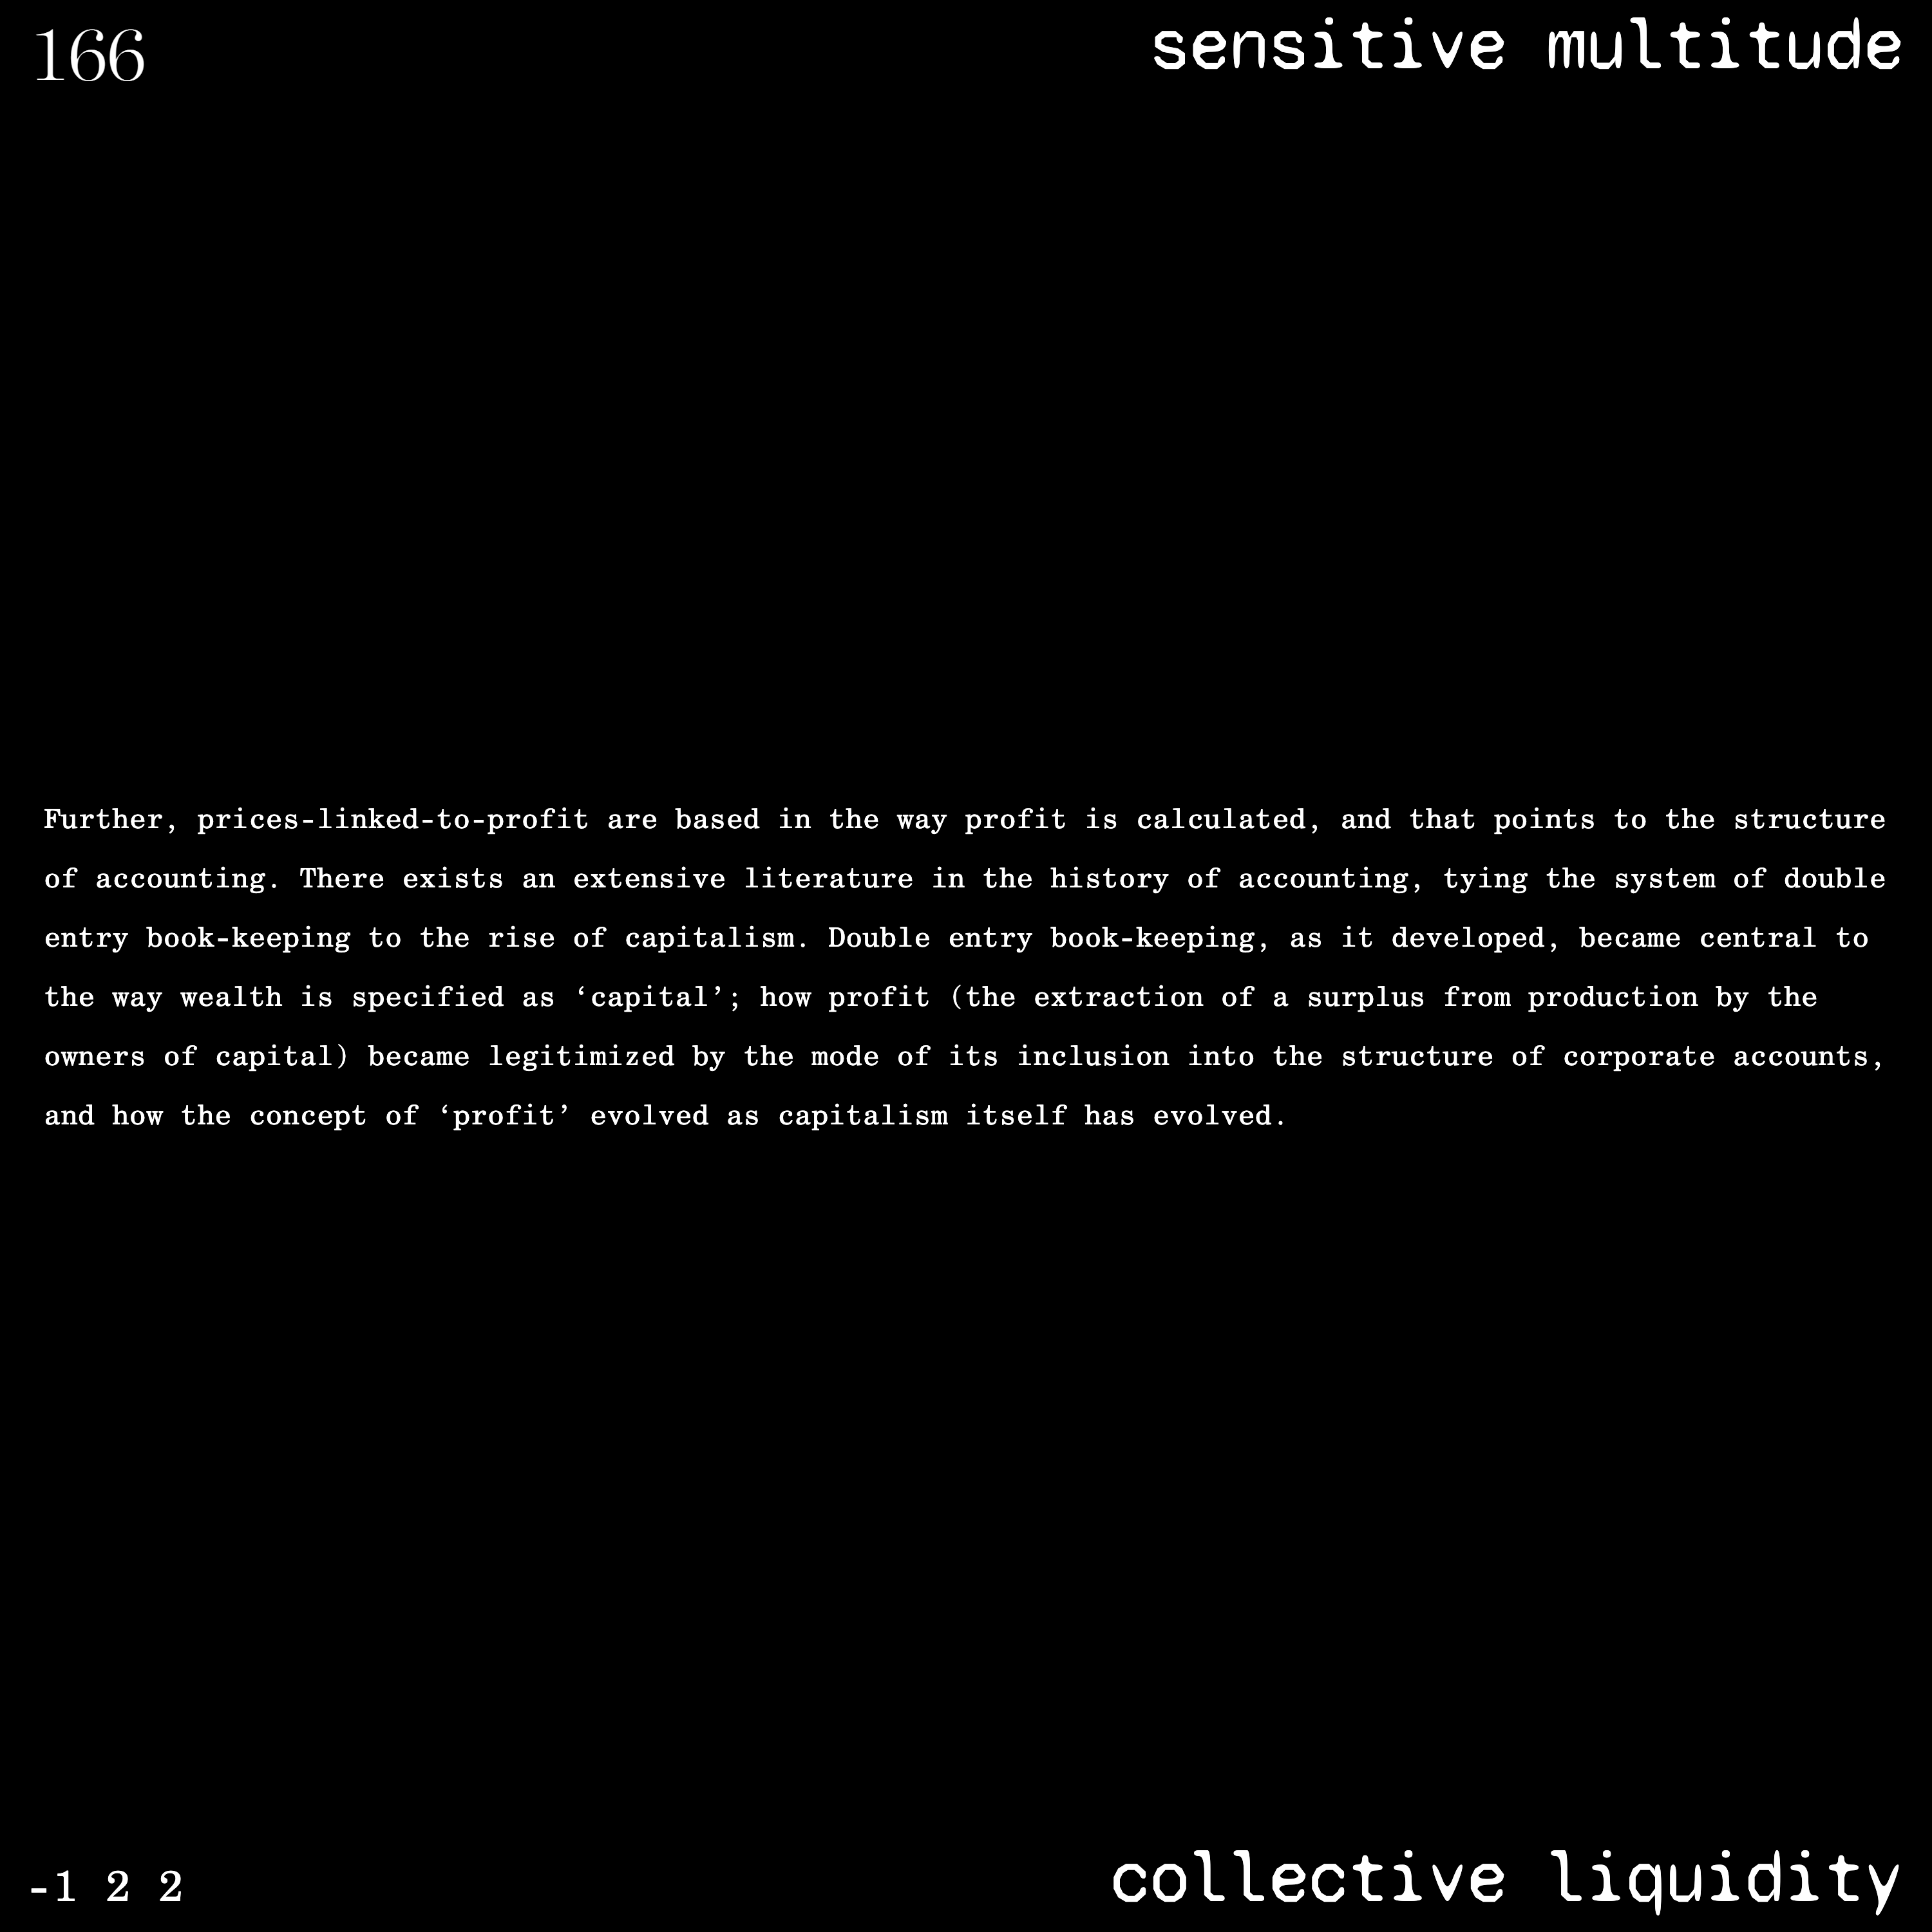 166
sensitive multitude
Further, prices-linked-to-profit are based in the way profit is calculated, and that points to the structure
of accounting. There exists an extensive literature in the history of accounting, tying the system of double
entry book-keeping to the rise of capitalism. Double entry book-keeping, as it developed, became central to
the way wealth is specified as ‘capital’; how profit (the extraction of a surplus from production by the
owners of capital) became legitimized by the mode of its inclusion into the structure of corporate accounts,
and how the concept of ‘profit’ evolved as capitalism itself has evolved.
-1 2 2
collective liquidity